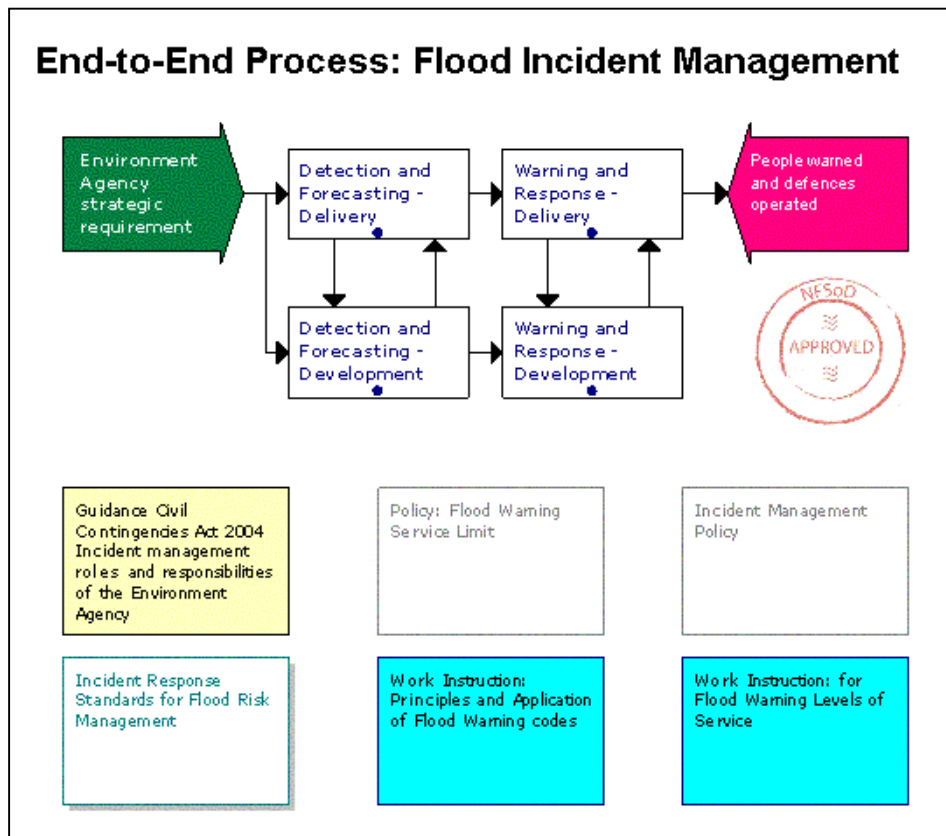 End-to-End Process: Flood Incident Management
Environment
Agency
strategic
requirement
Detection and
Forecasting -
Delivery
Warning and
Response -
Delivery
People warned
and defences
operated
Detection and
Forecasting -
Development
Warning and
Response -
Development
NFSoD
APPROVED
Guidance Civil
Contingencies Act 2004
Incident management
roles and responsibilities
of the Environment
Agency
Policy: Flood Warning
Service Limit
Incident Management
Policy
Incident Response
Standards for Flood Risk
Management
Work Instruction:
Principles and Application
of Flood Warning codes
Work Instruction: for
Flood Warning Levels of
Service